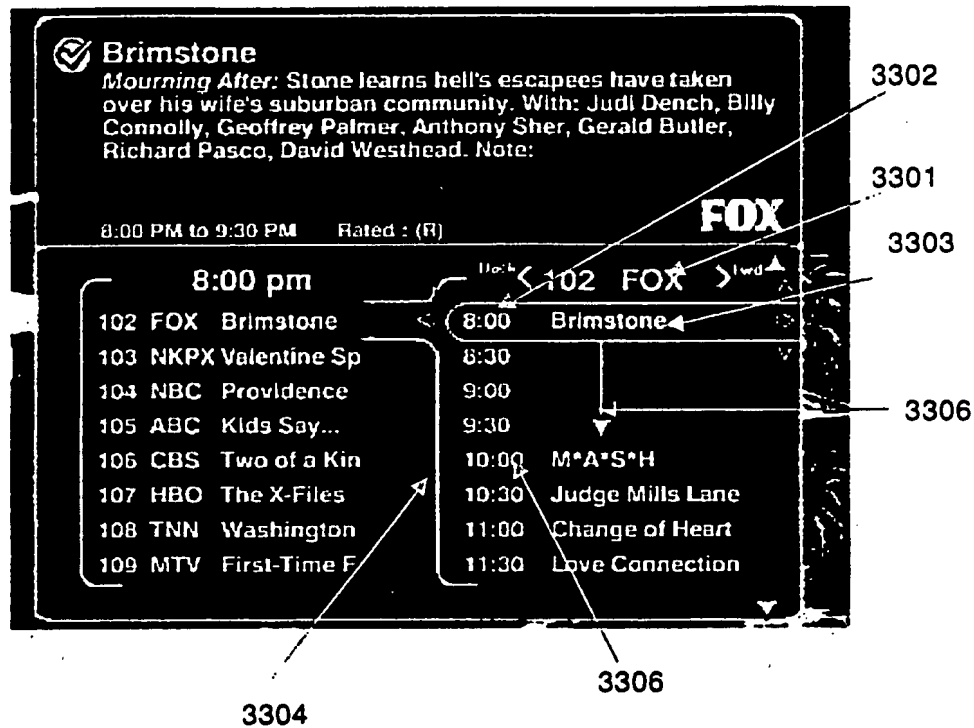 Brimstone
Mourning After: Stone learns hell's escapees have taken
over his wife's suburban community. With: Judi Dench, Billy
Connolly, Geoffrey Palmer, Anthony Sher, Gerald Butler,
Richard Pasco, David Westhead. Note:
8:00 PM to 9:30 PM Rated : (R)
FOX
3302
3301
3303
8:00 pm
102 FOX Brimstone
103 NKPX Valentine Sp
104 NBC Providence
105 ABC Kids Say...
106 CBS Two of a Kin
107 HBO The X-Files
108 TNN Washington
109 MTV First-Time F
Back < 102 FOX > Fwd
8:00 Brimstone
8:30
9:00
9:30
10:00 M*A*S*H
10:30 Judge Mills Lane
11:00 Change of Heart
11:30 Love Connection
3306
3306
3304